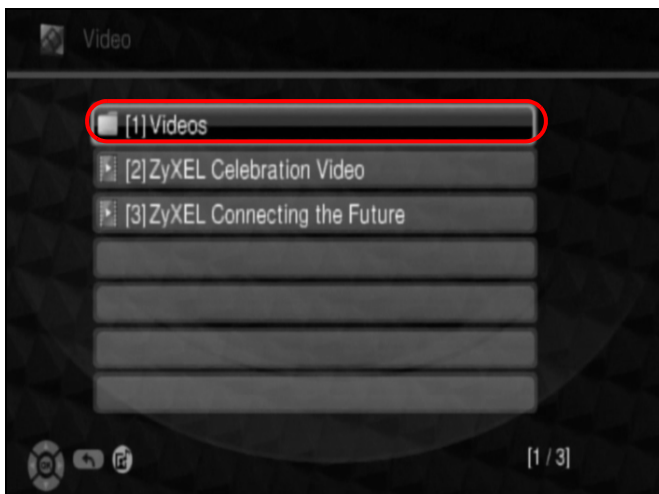 Video
[1] Videos
[2] ZyXEL Celebration Video
[3] ZyXEL Connecting the Future
[1 / 3]